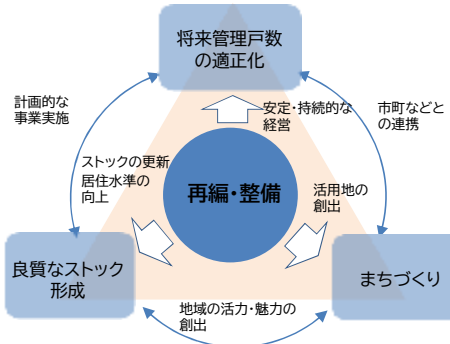 将来管理戸数
の適正化
計画的な
事業実施
安定・持続的な
経営
市町などと
の連携
ストックの更新
居住水準の
向上
再編・整備
活用地の
創出
良質なストック
形成
まちづくり
地域の活力・魅力の
創出